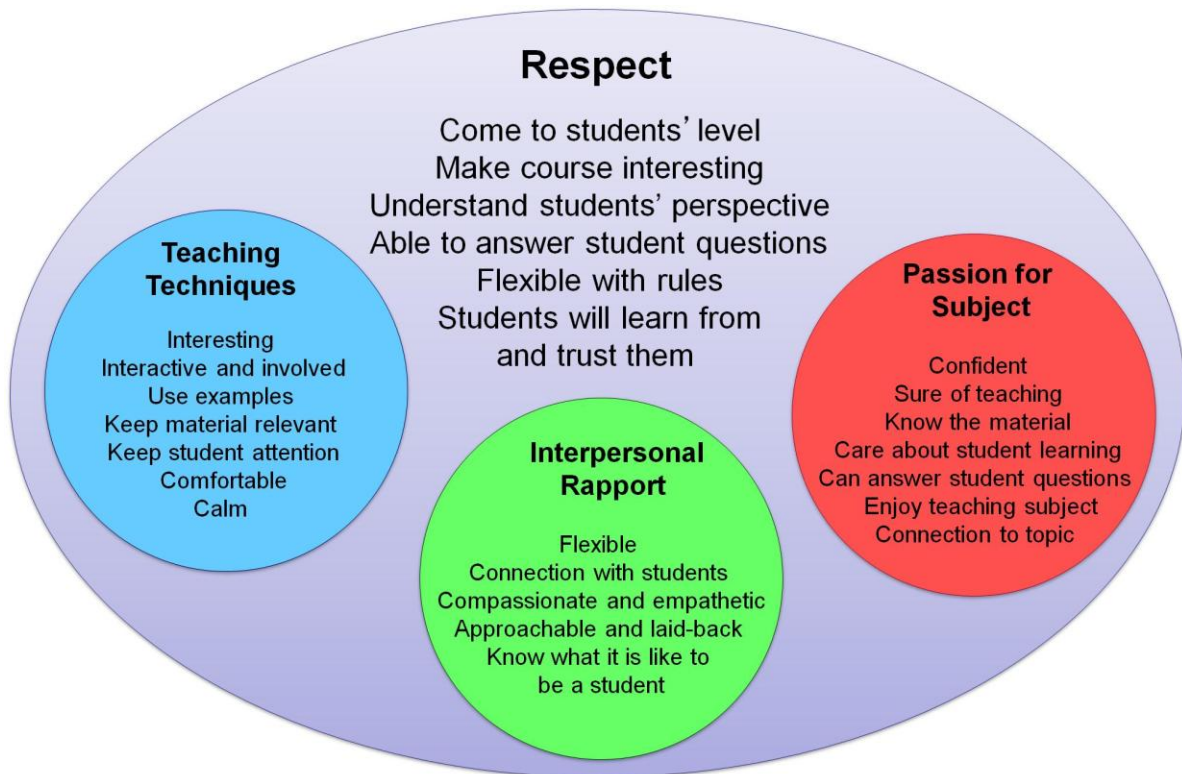 Respect
Come to students’ level
Make course interesting
Understand students’ perspective
Able to answer student questions
Flexible with rules
Students will learn from
and trust them
Teaching
Techniques
Interesting
Interactive and involved
Use examples
Keep material relevant
Keep student attention
Comfortable
Calm
Interpersonal
Rapport
Flexible
Connection with students
Compassionate and empathetic
Approachable and laid-back
Know what it is like to
be a student
Passion for
Subject
Confident
Sure of teaching
Know the material
Care about student learning
Can answer student questions
Enjoy teaching subject
Connection to topic